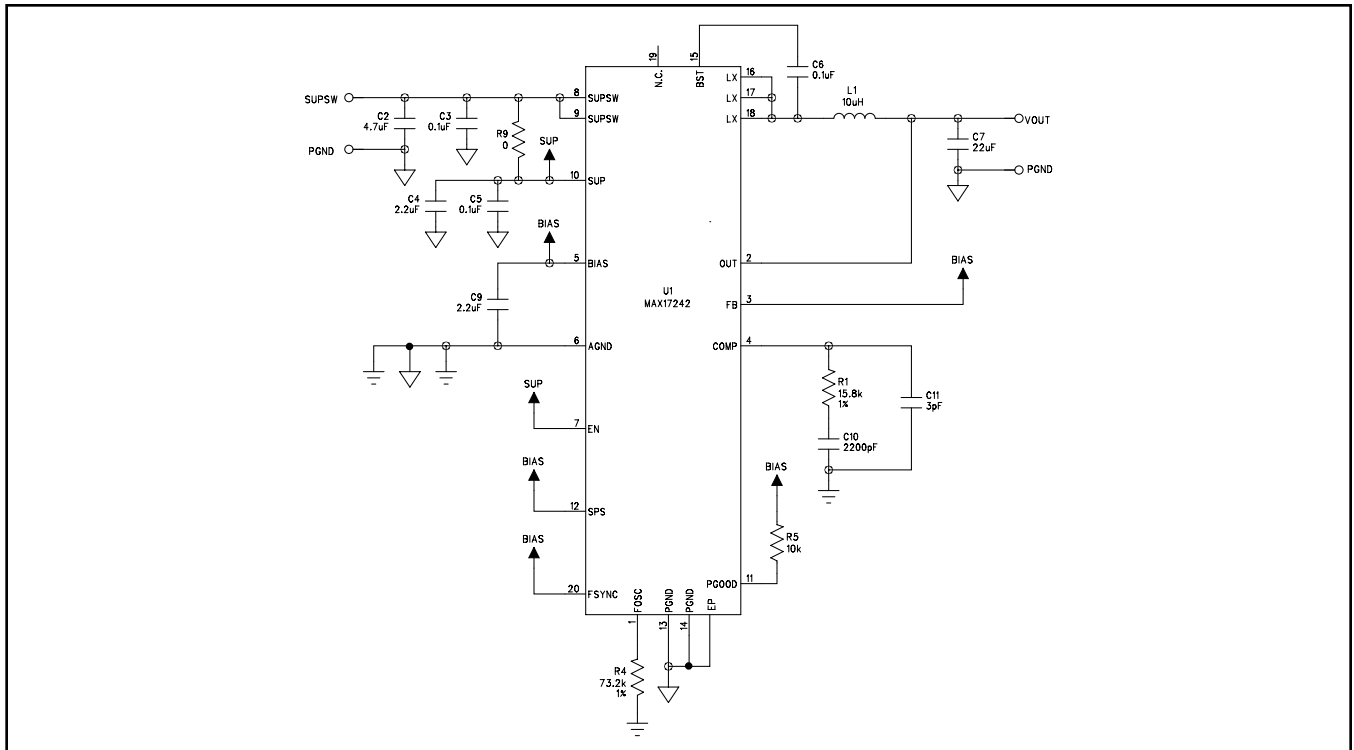 19
N.C.
15
BST
C6
0.1uF
SUPSW
C2
4.7uF
C3
0.1uF
R9
0
SUP
8
SUPSW
9
SUPSW
LX
16
LX
17
LX
18
L1
10uH
VOUT
C7
22uF
PGND
PGND
C4
2.2uF
C5
0.1uF
10
SUP
BIAS
5
BIAS
OUT
2
BIAS
C9
2.2uF
U1
MAX17242
FB
3
6
AGND
COMP
4
R1
15.8k
1%
C11
3pF
C10
2200pF
SUP
7
EN
BIAS
12
SPS
BIAS
R5
10k
BIAS
20
FSYNC
PGOOD
11
FOSC
1
PGND
13
PGND
14
EP
R4
73.2k
1%